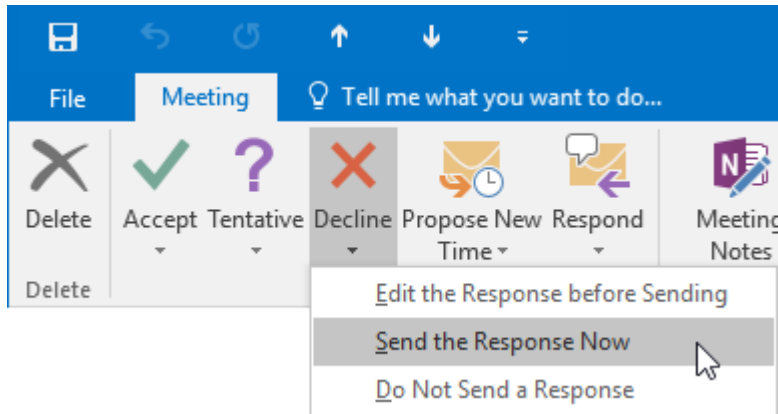 File Meeting Tell me what you want to do...
Delete Accept Tentative Decline Propose New Time Respond Meeting Notes
Delete
Edit the Response before Sending
Send the Response Now
Do Not Send a Response